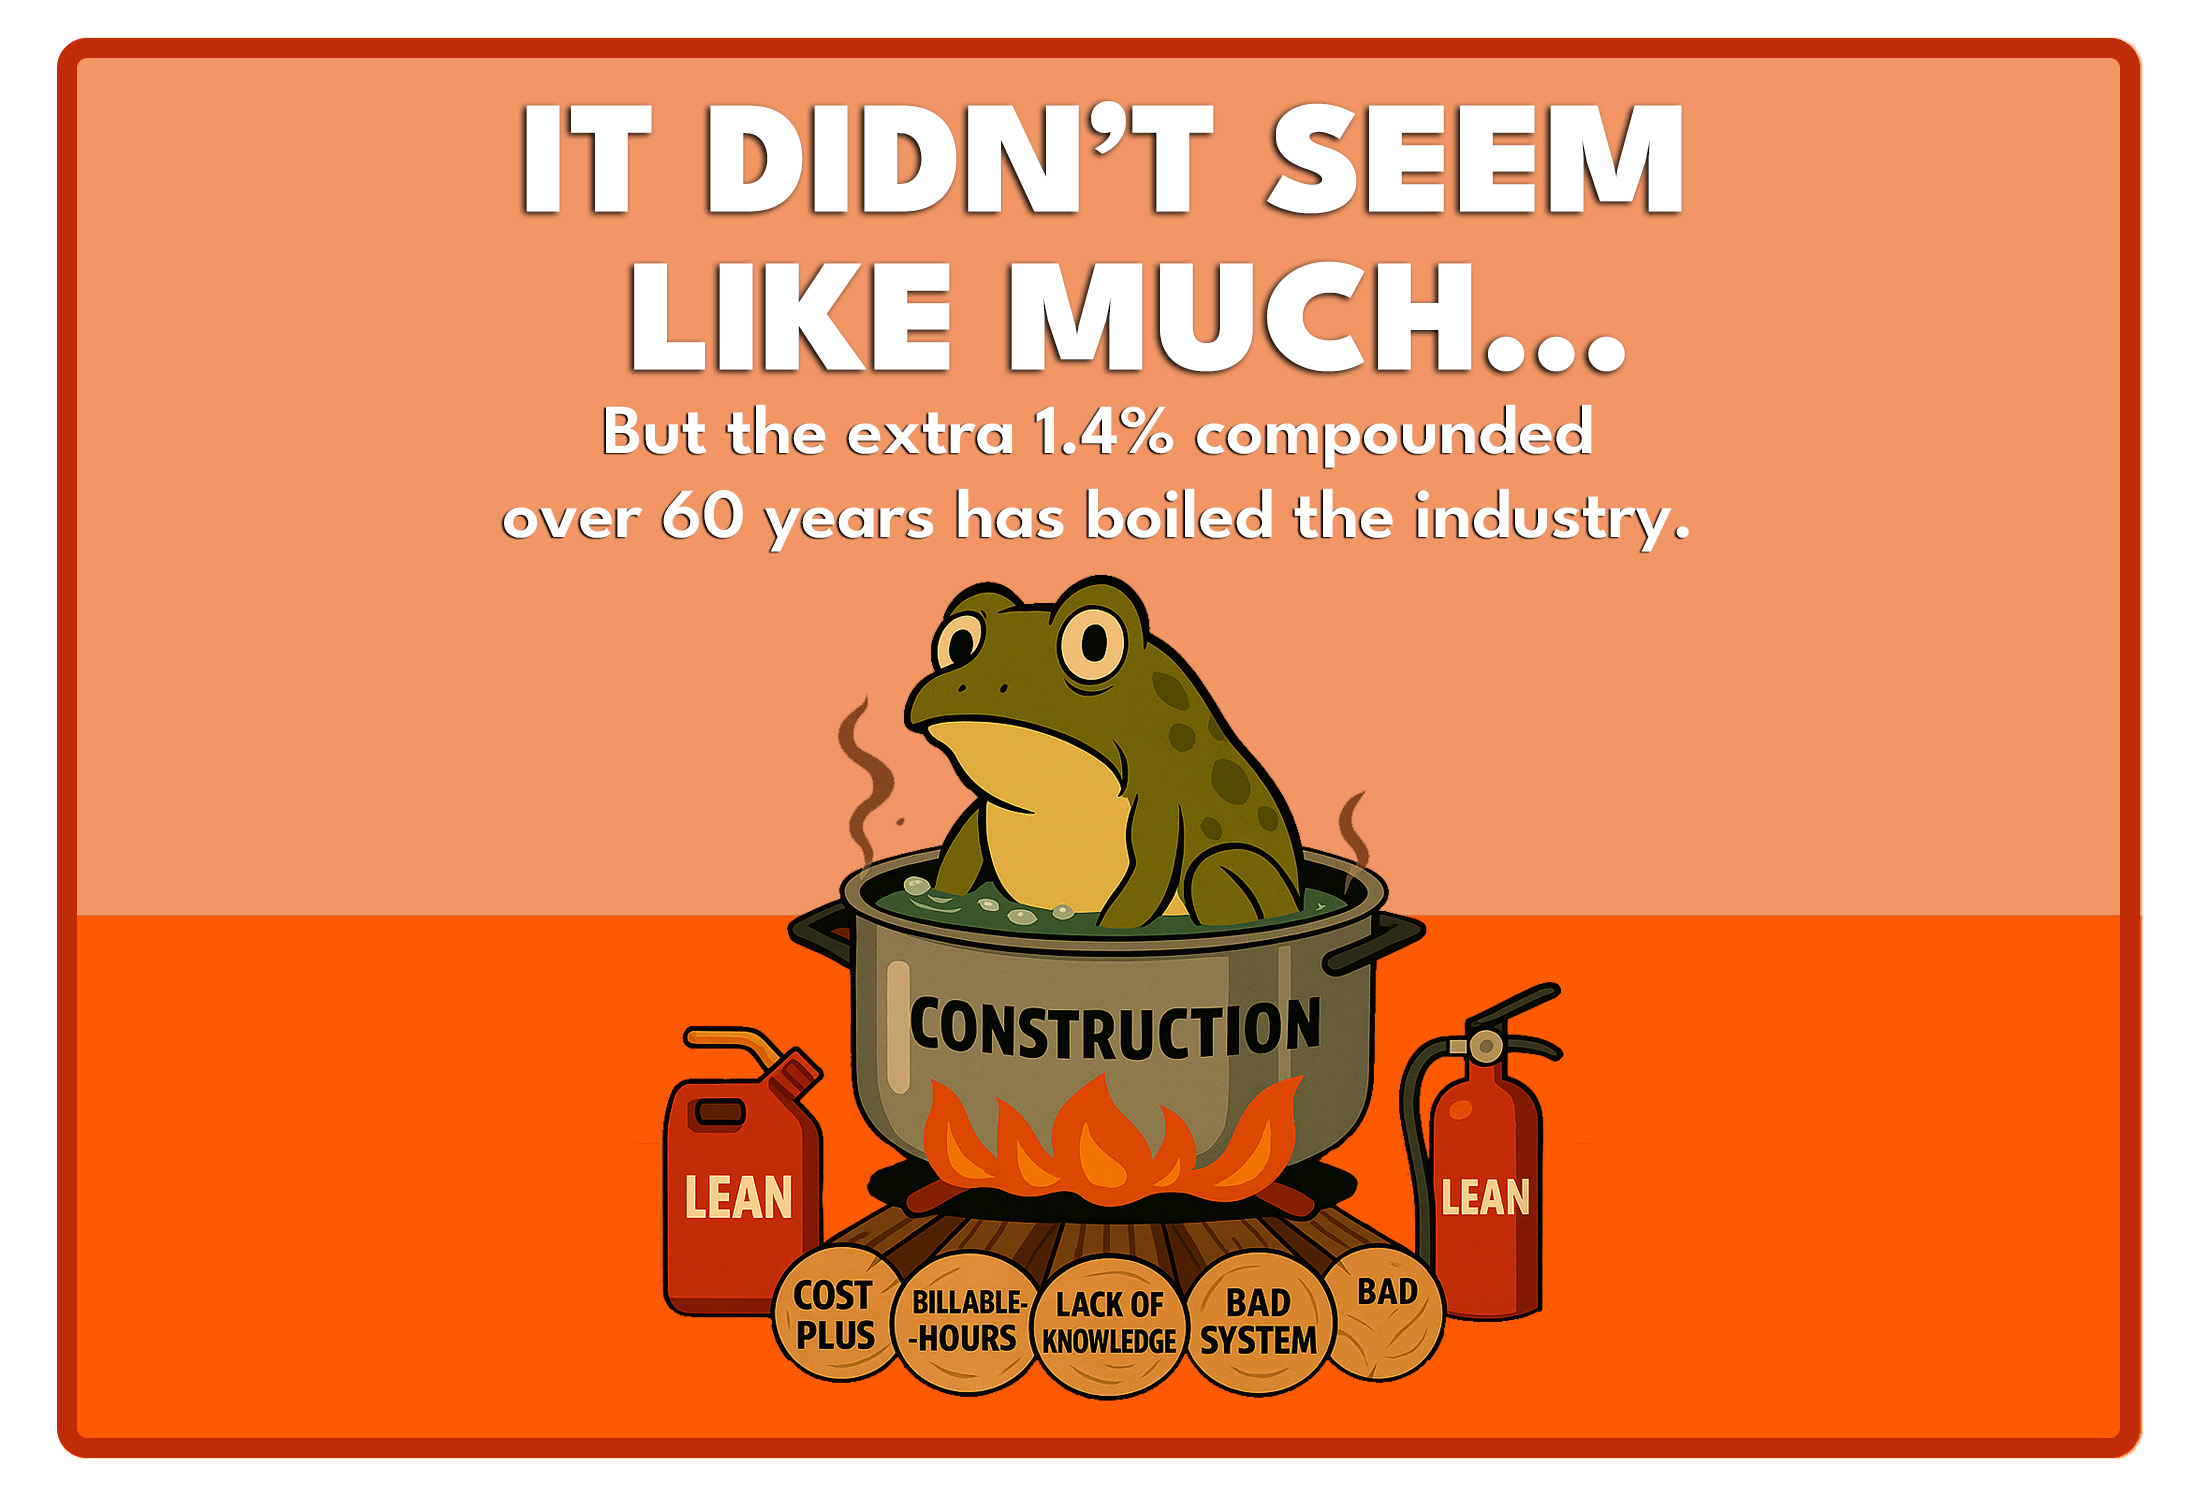 IT DIDN’T SEEM
LIKE MUCH...
But the extra 1.4% compounded
over 60 years has boiled the industry.
CONSTRUCTION
LEAN
LEAN
COST
PLUS
BILLABLE-
-HOURS
LACK OF
KNOWLEDGE
BAD
SYSTEM
BAD